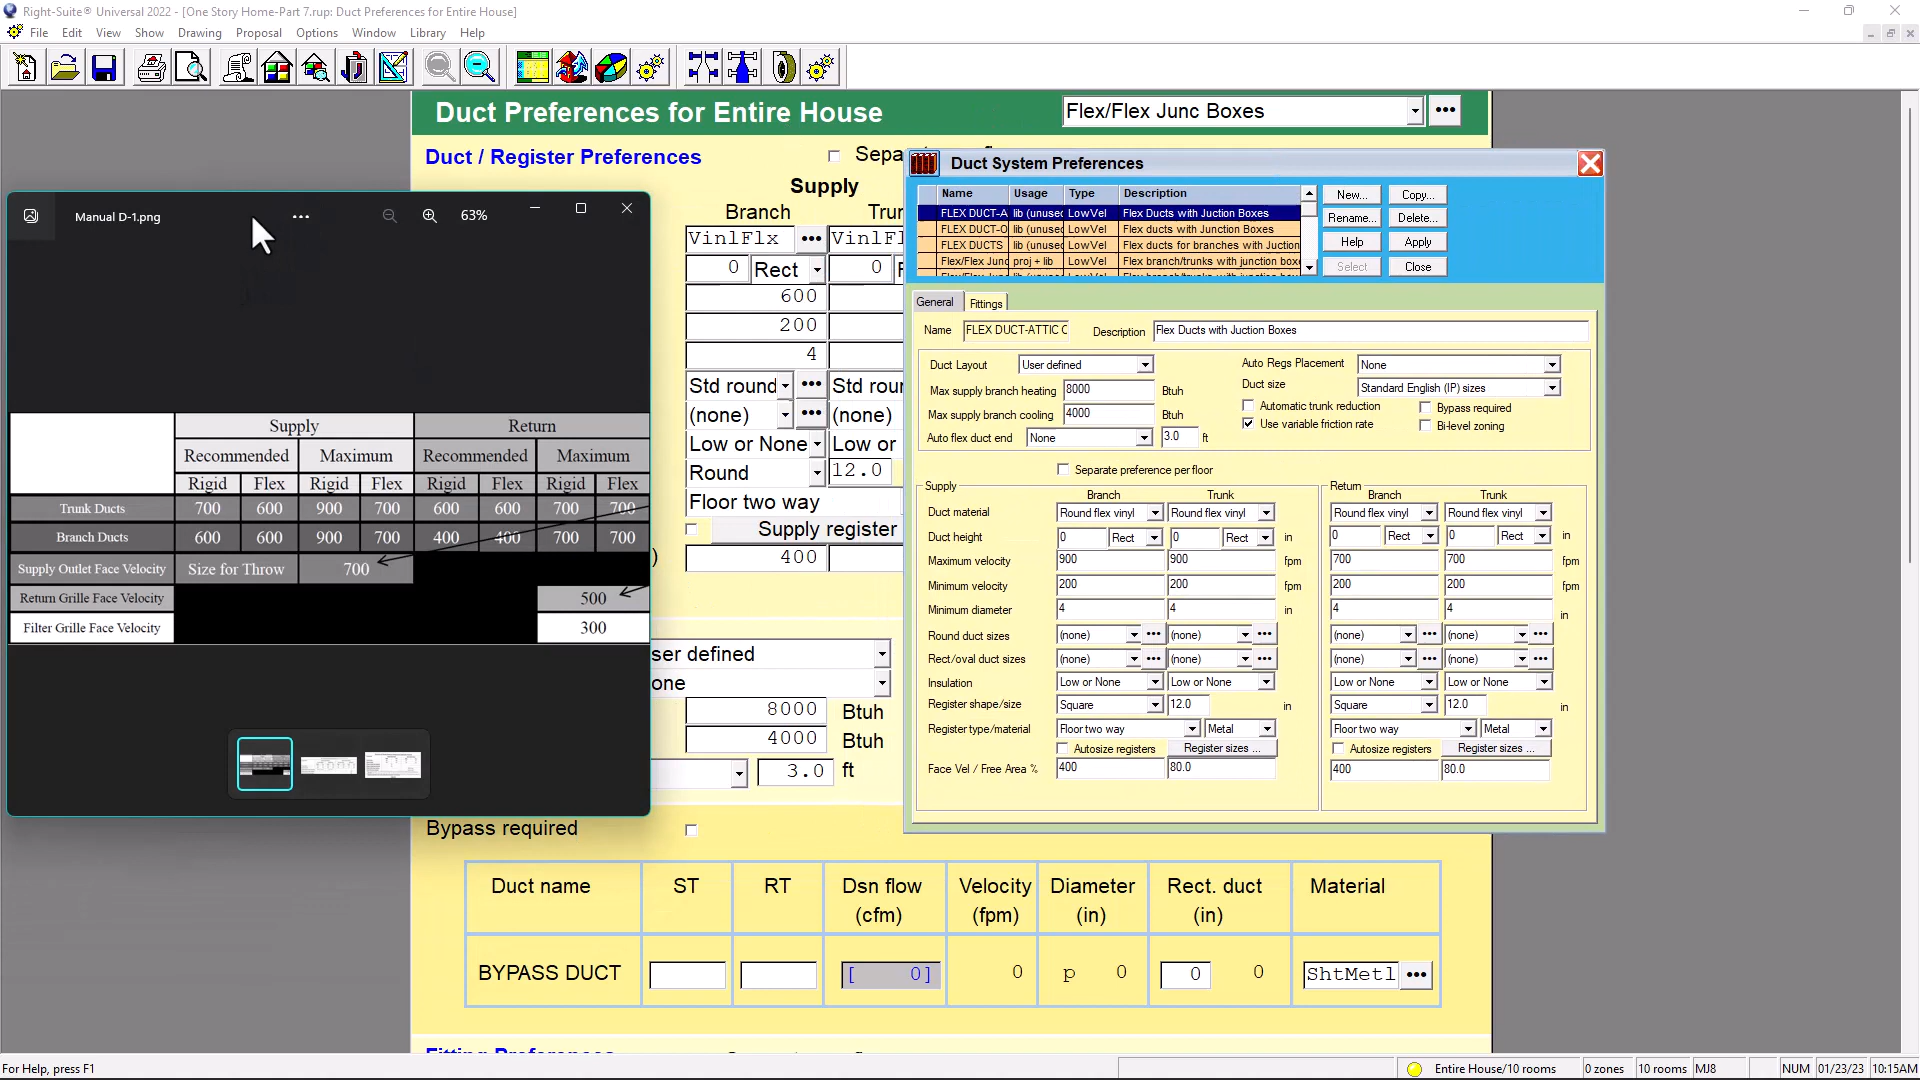 Right-Suite® Universal 2022 - [One Story Home-Part 7.rup: Duct Preferences for Entire House]
File Edit View Show Drawing Proposal Options Window Library Help
Duct Preferences for Entire House
Flex/Flex Junc Boxes
Duct / Register Preferences
Supply
Branch
VinlFlx
0 Rect 0
600
200
4
Std round
(none) (none)
Low or None Low or
Round 12.0
Floor two way
Supply register
400
8000 Btuh
4000 Btuh
3.0 ft
Bypass required
Duct name ST RT Dsn flow (cfm) Velocity (fpm) Diameter (in) Rect. duct (in) Material
BYPASS DUCT [ 0] 0 p 0 0 0 ShtMetl
Manual D-1.png
63%
Supply Return
Recommended Maximum Recommended Maximum
Rigid Flex Rigid Flex Rigid Flex Rigid Flex
Trunk Ducts 700 600 900 700 600 600 700 700
Branch Ducts 600 600 900 700 400 400 700 700
Supply Outlet Face Velocity Size for Throw 700
Return Grille Face Velocity 500
Filter Grille Face Velocity 300
Duct System Preferences
Name Usage Type Description
FLEX DUCT-A lib (unused LowVel Flex Ducts with Juction Boxes
FLEX DUCT-O lib (unused LowVel Flex ducts with Junction Boxes
FLEX DUCTS lib (unused LowVel Flex ducts for branches with Juction
Flex/Flex Junc proj + lib LowVel Flex branch/trunks with junction boxe
New... Copy...
Rename... Delete...
Help Apply
Select Close
General Fittings
Name FLEX DUCT-ATTIC C Description Flex Ducts with Juction Boxes
Duct Layout User defined Auto Regs Placement None
Max supply branch heating 8000 Btuh Duct size Standard English (IP) sizes
Max supply branch cooling 4000 Btuh Automatic trunk reduction Bypass required
Auto flex duct end None 3.0 ft Use variable friction rate Bi-level zoning
Separate preference per floor
Supply Return
Branch Trunk Branch Trunk
Duct material Round flex vinyl Round flex vinyl Round flex vinyl Round flex vinyl
Duct height 0 Rect 0 Rect in 0 Rect 0 Rect in
Maximum velocity 900 900 fpm 700 700 fpm
Minimum velocity 200 200 fpm 200 200 fpm
Minimum diameter 4 4 in 4 4 in
Round duct sizes (none) (none) (none) (none)
Rect/oval duct sizes (none) (none) (none) (none)
Insulation Low or None Low or None Low or None Low or None
Register shape/size Square 12.0 in Square 12.0 in
Register type/material Floor two way Metal Floor two way Metal
Autosize registers Register sizes ... Autosize registers Register sizes ...
Face Vel / Free Area % 400 80.0 400 80.0
For Help, press F1
Entire House/10 rooms 0 zones 10 rooms MJ8 NUM 01/23/23 10:15AM